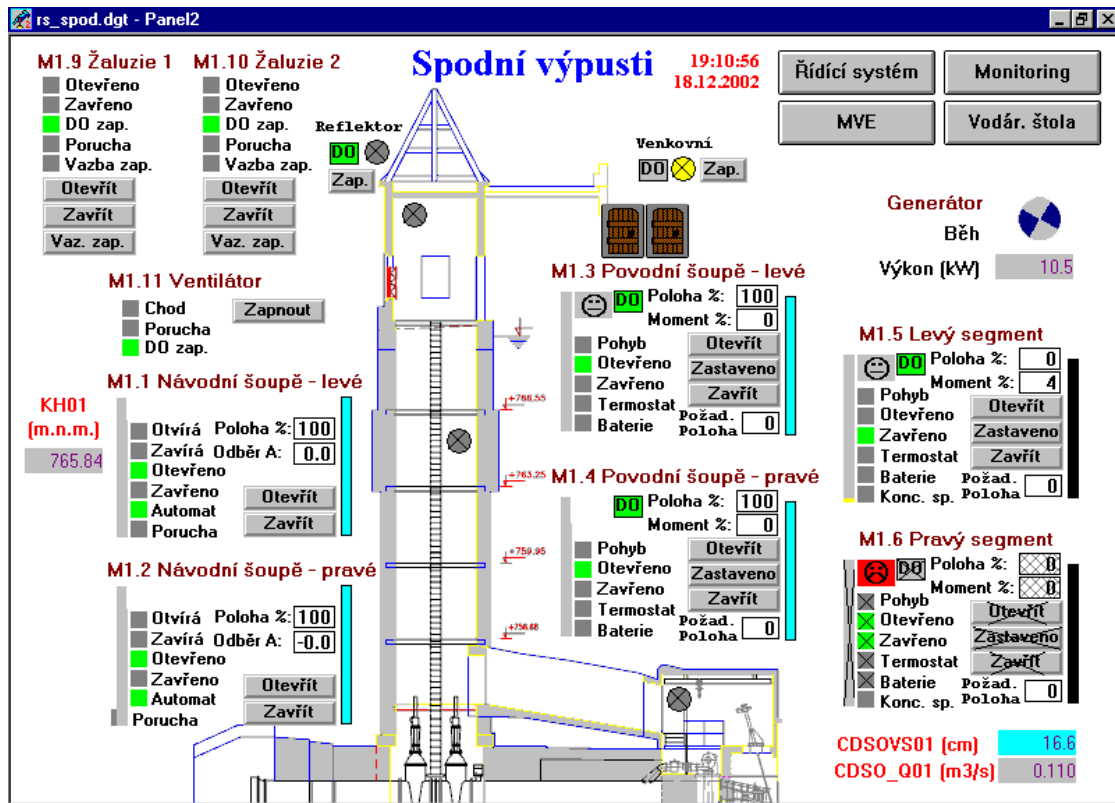 rs_spod.dgt - Panel2
Spodní výpusti
19:10:56
18.12.2002
Řídící systém
Monitoring
MVE
Vodár. štola
M1.9 Žaluzie 1
Otevřeno
Zavřeno
DO zap.
Porucha
Vazba zap.
Otevřít
Zavřít
Vaz. zap.
M1.10 Žaluzie 2
Otevřeno
Zavřeno
DO zap.
Porucha
Vazba zap.
Otevřít
Zavřít
Vaz. zap.
Reflektor
DO
Zap.
Venkovní
DO
Zap.
Generátor
Běh
Výkon (kW) 10.5
M1.11 Ventilátor
Chod
Porucha
DO zap.
Zapnout
KH01
(m.n.m.)
765.84
M1.1 Návodní šoupě - levé
Otvírá Poloha %: 100
Zavírá Odběr A: 0.0
Otevřeno
Zavřeno
Automat
Porucha
Otevřít
Zavřít
M1.2 Návodní šoupě - pravé
Otvírá Poloha %: 100
Zavírá Odběr A: -0.0
Otevřeno
Zavřeno
Automat
Porucha
Otevřít
Zavřít
+766.55
+763.25
+759.95
+756.68
M1.3 Povodní šoupě - levé
DO Poloha %: 100
Moment %: 0
Pohyb
Otevřeno
Zavřeno
Termostat
Baterie
Otevřít
Zastaveno
Zavřít
Požad.
Poloha 0
M1.4 Povodní šoupě - pravé
DO Poloha %: 100
Moment %: 0
Pohyb
Otevřeno
Zavřeno
Termostat
Baterie
Otevřít
Zastaveno
Zavřít
Požad.
Poloha 0
M1.5 Levý segment
DO Poloha %: 0
Moment %: 4
Pohyb
Otevřeno
Zavřeno
Termostat
Baterie
Konc. sp.
Otevřít
Zastaveno
Zavřít
Požad.
Poloha 0
M1.6 Pravý segment
DO Poloha %: 0
Moment %: 0
Pohyb
Otevřeno
Zavřeno
Termostat
Baterie
Konc. sp.
Otevřít
Zastaveno
Zavřít
Požad.
Poloha 0
CDSOVS01 (cm) 16.6
CDSO_Q01 (m3/s) 0.110